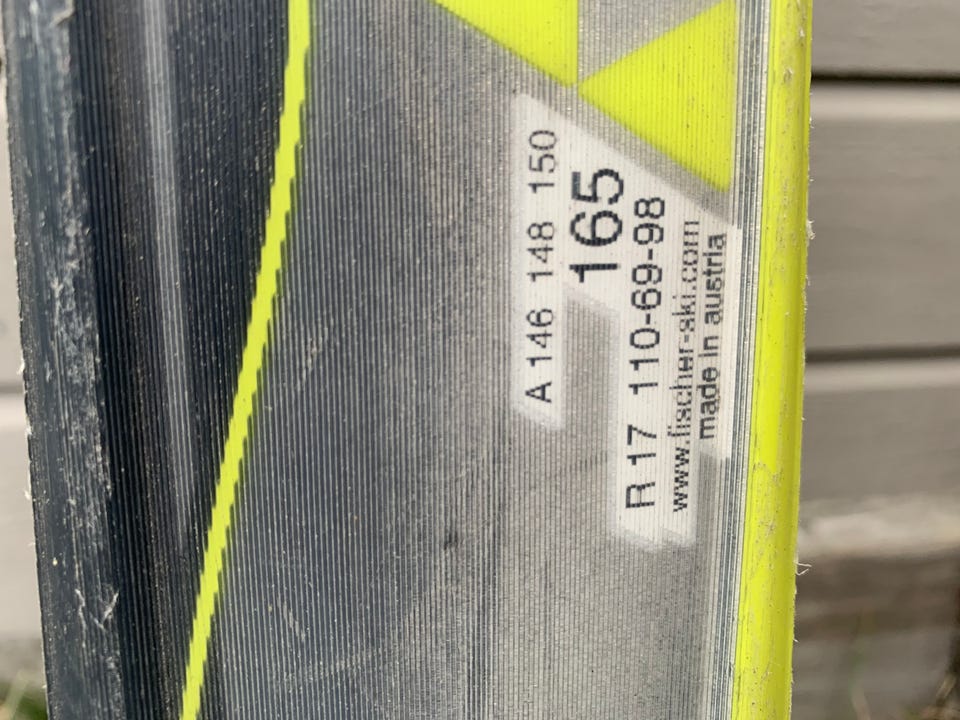 A 146 148 150
165
R 17 110-69-98
www.fischer-ski.com
made in austria